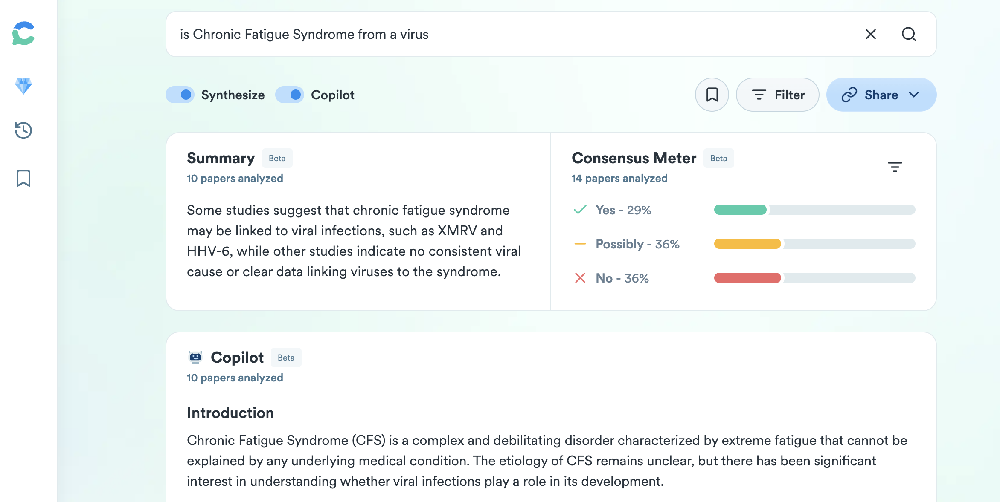 is Chronic Fatigue Syndrome from a virus
Synthesize
Copilot
Filter
Share
Summary Beta
10 papers analyzed
Some studies suggest that chronic fatigue syndrome
may be linked to viral infections, such as XMRV and
HHV-6, while other studies indicate no consistent viral
cause or clear data linking viruses to the syndrome.
Consensus Meter Beta
14 papers analyzed
Yes - 29%
Possibly - 36%
No - 36%
Copilot Beta
10 papers analyzed
Introduction
Chronic Fatigue Syndrome (CFS) is a complex and debilitating disorder characterized by extreme fatigue that cannot be
explained by any underlying medical condition. The etiology of CFS remains unclear, but there has been significant
interest in understanding whether viral infections play a role in its development.